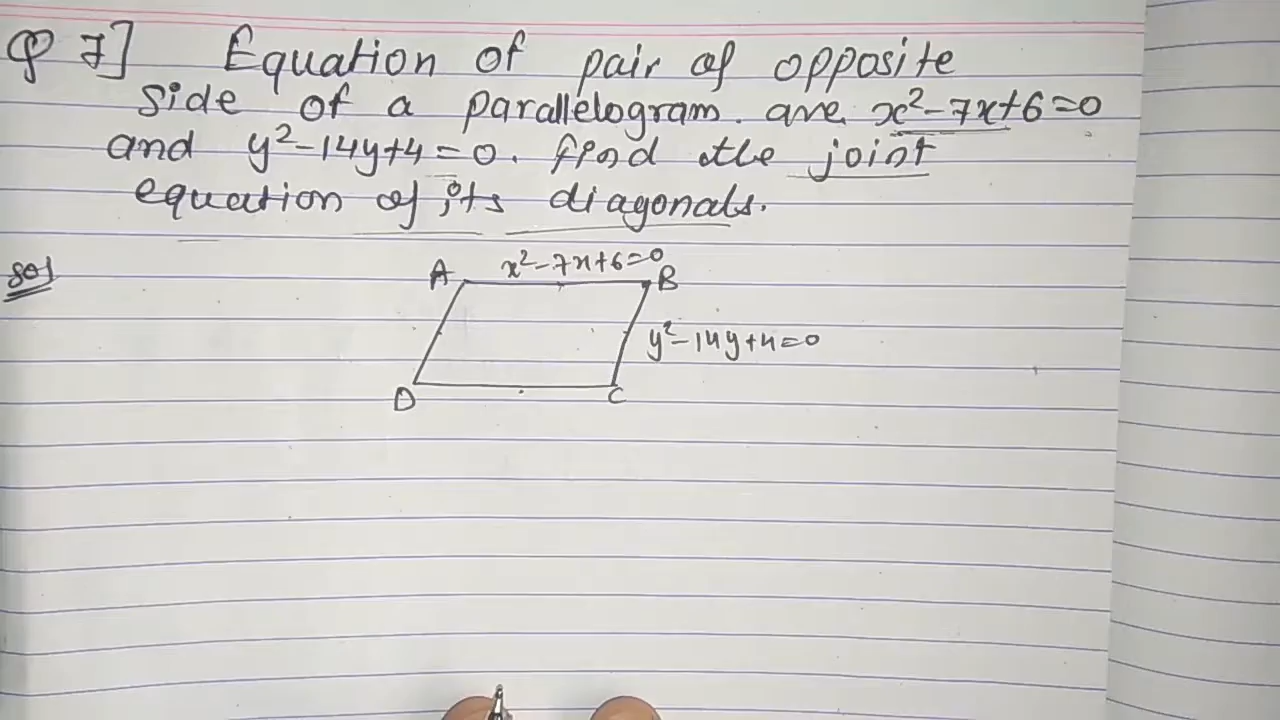 Q 7] Equation of pair of opposite
side of a parallelogram. are x²-7x+6=0
and y²-14y+4=0. find the joint
equation of its diagonals.
Sol
A x²-7x+6=0 B
y²-14y+4=0
D C